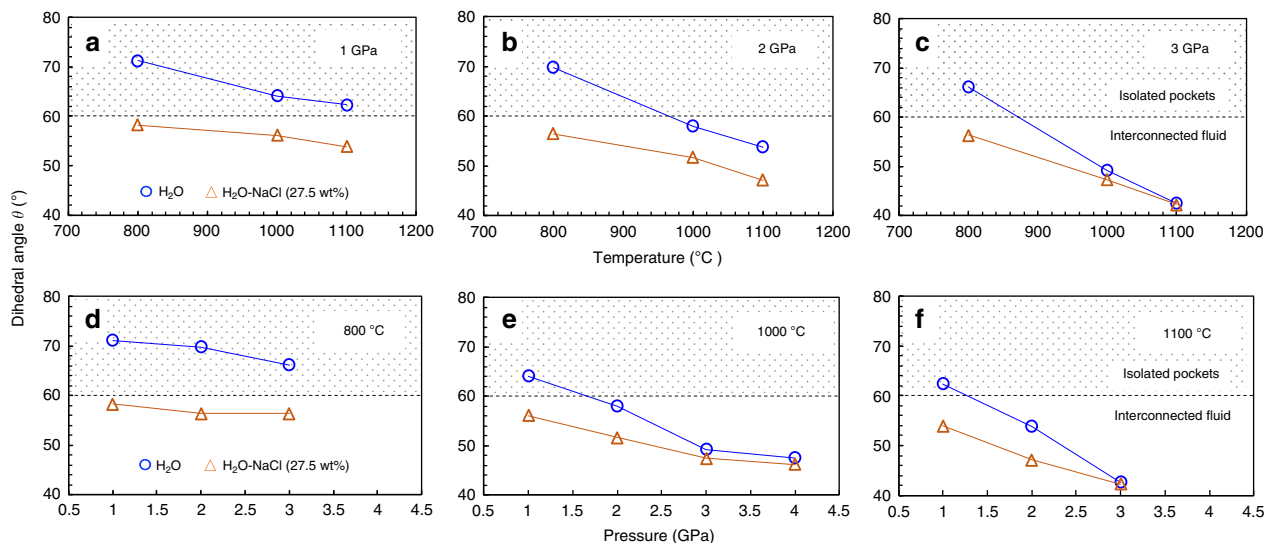 a
1 GPa
80
70
60
50
40
H₂O
H₂O-NaCl (27.5 wt%)
700 800 900 1000 1100 1200
b
2 GPa
80
70
60
50
40
700 800 900 1000 1100 1200
Temperature (°C )
c
3 GPa
Isolated pockets
Interconnected fluid
80
70
60
50
40
700 800 900 1000 1100 1200
Dihedral angle θ (°)
d
800 °C
80
70
60
50
40
H₂O
H₂O-NaCl (27.5 wt%)
0.5 1 1.5 2 2.5 3 3.5 4 4.5
e
1000 °C
80
70
60
50
40
0.5 1 1.5 2 2.5 3 3.5 4 4.5
Pressure (GPa)
f
1100 °C
Isolated pockets
Interconnected fluid
80
70
60
50
40
0.5 1 1.5 2 2.5 3 3.5 4 4.5